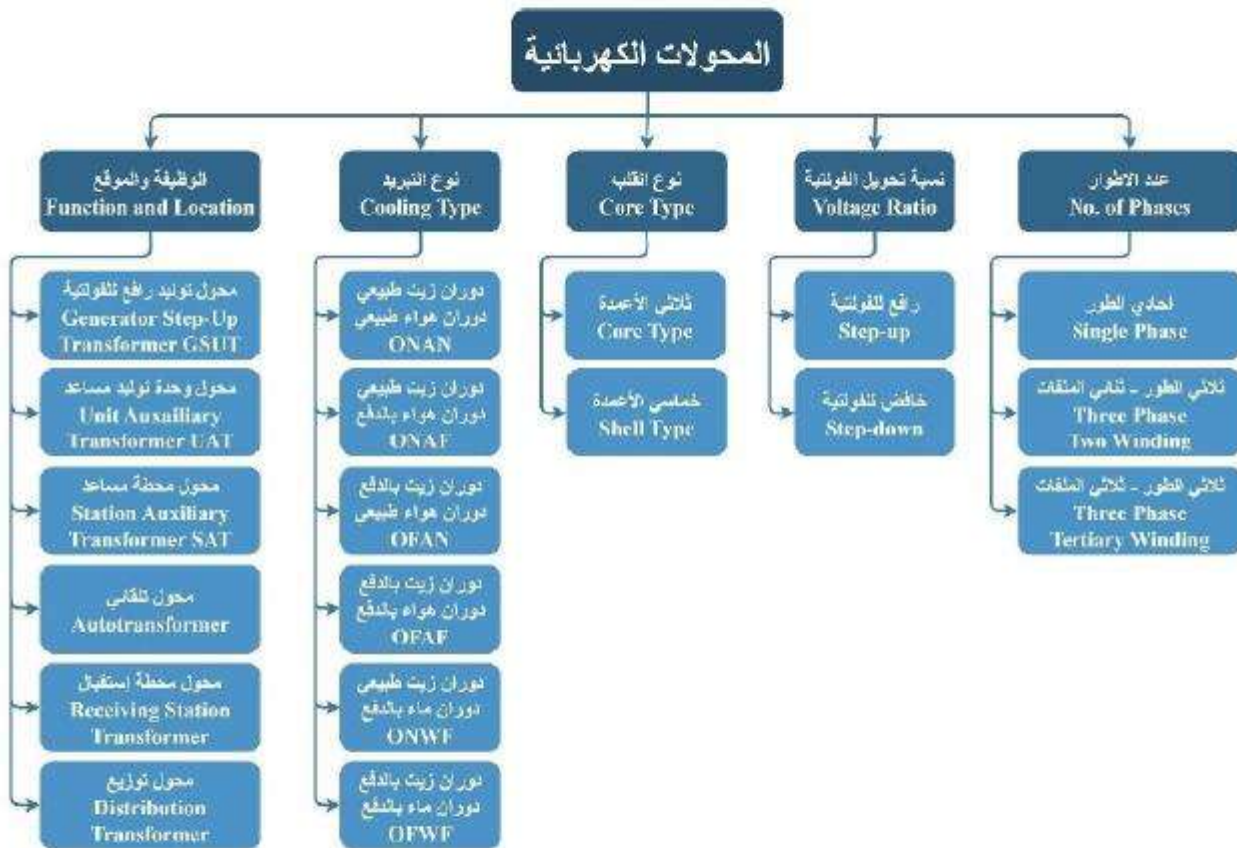 المحولات الكهربائية
الوظيفة والموقع
Function and Location
محول توليد رافع للفولتية
Generator Step-Up
Transformer GSUT
محول وحدة توليد مساعد
Unit Auxailiary
Transformer UAT
محول محطة مساعد
Station Auxiliary
Transformer SAT
محول تلقائي
Autotransformer
محول محطة إستقبال
Receiving Station
Transformer
محول توزيع
Distribution
Transformer
نوع التبريد
Cooling Type
دوران زيت طبيعي
دوران هواء طبيعي
ONAN
دوران زيت طبيعي
دوران هواء بالدفع
ONAF
دوران زيت بالدفع
دوران هواء طبيعي
OFAN
دوران زيت بالدفع
دوران هواء بالدفع
OFAF
دوران زيت طبيعي
دوران ماء بالدفع
ONWF
دوران زيت بالدفع
دوران ماء بالدفع
OFWF
نوع القلب
Core Type
ثلاثي الأعمدة
Core Type
خماسي الأعمدة
Shell Type
نسبة تحويل الفولتية
Voltage Ratio
رافع للفولتية
Step-up
خافض للفولتية
Step-down
عدد الاطوار
No. of Phases
احادي الطور
Single Phase
ثلاثي الطور - ثنائي الملفات
Three Phase
Two Winding
ثلاثي الطور - ثلاثي الملفات
Three Phase
Tertiary Winding